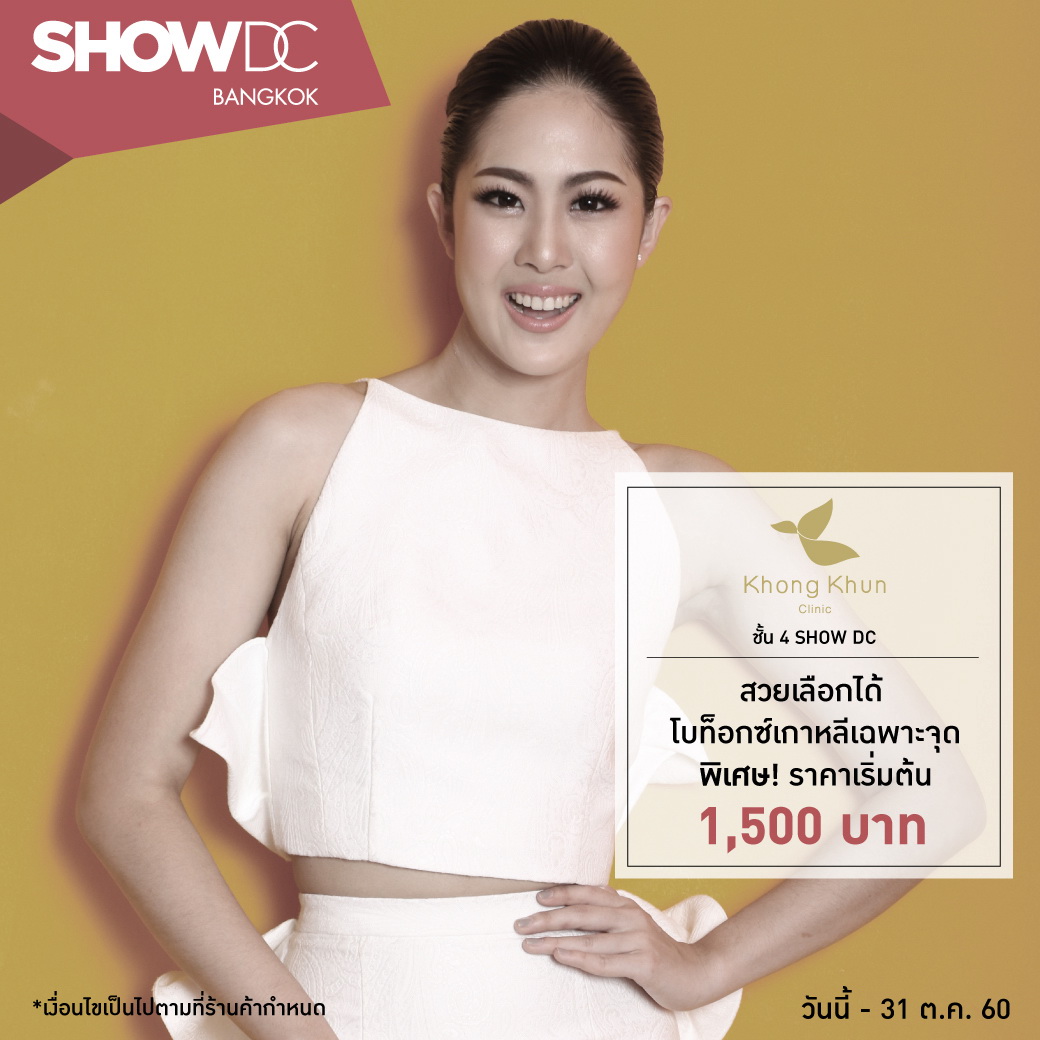 SHOWDC
BANGKOK
Khong Khun
Clinic
ชั้น 4 SHOW DC
สวยเลือกได้
โบท็อกซ์เกาหลีเฉพาะจุด
พิเศษ! ราคาเริ่มต้น
1,500 บาท
*เงื่อนไขเป็นไปตามที่ร้านค้ากำหนด
วันนี้ - 31 ต.ค. 60